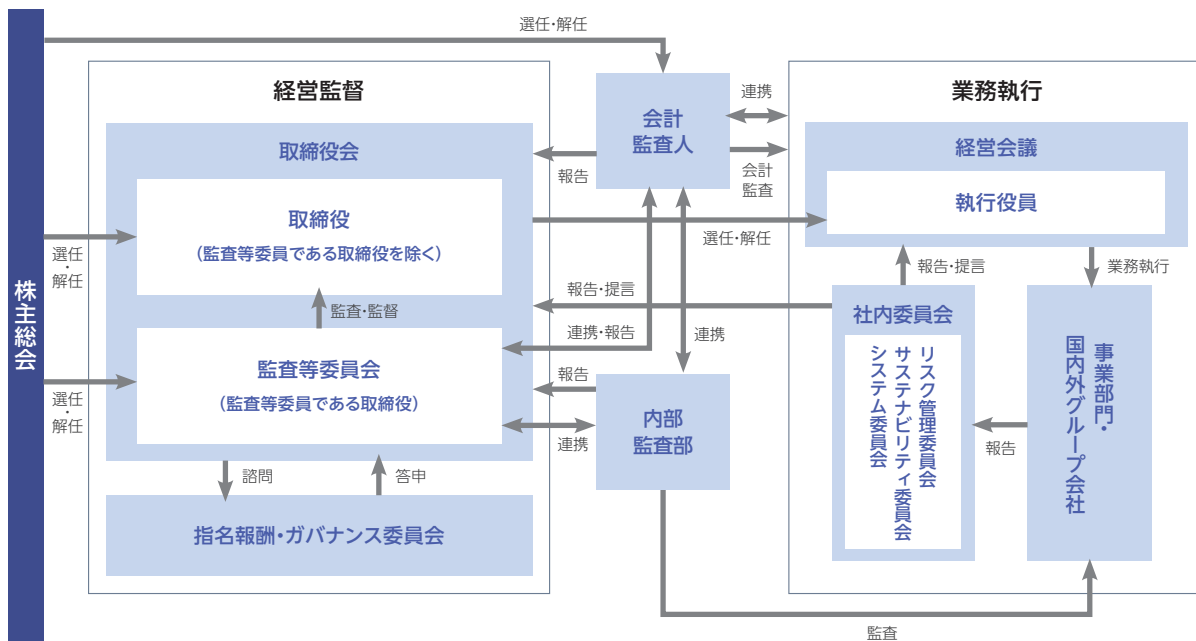 株主総会
選任・解任
経営監督
取締役会
取締役
（監査等委員である取締役を除く）
監査・監督
監査等委員会
（監査等委員である取締役）
諮問
答申
指名報酬・ガバナンス委員会
選任
・
解任
選任
・
解任
会計
監査人
報告
連携
会計
監査
選任・解任
報告・提言
連携・報告
連携
報告
連携
内部
監査部
監査
業務執行
経営会議
執行役員
報告・提言
業務執行
社内委員会
リスク管理委員会
サステナビリティ委員会
システム委員会
報告
事業部門・
国内外グループ会社